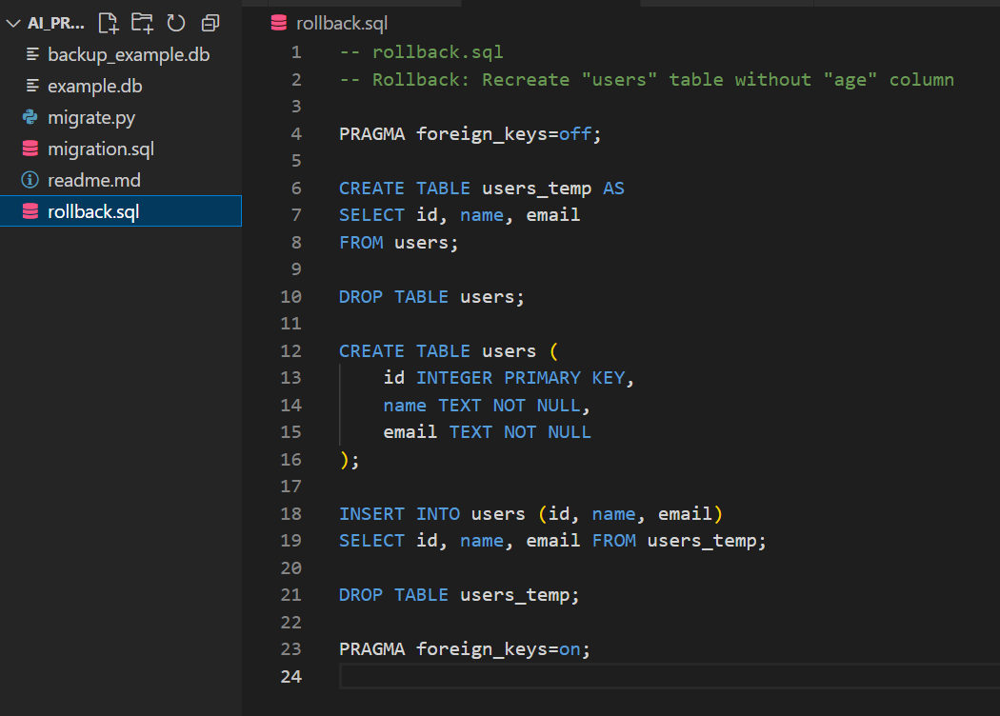 AI_PR...
backup_example.db
example.db
migrate.py
migration.sql
readme.md
rollback.sql
rollback.sql
1 -- rollback.sql
2 -- Rollback: Recreate "users" table without "age" column
3
4 PRAGMA foreign_keys=off;
5
6 CREATE TABLE users_temp AS
7 SELECT id, name, email
8 FROM users;
9
10 DROP TABLE users;
11
12 CREATE TABLE users (
13     id INTEGER PRIMARY KEY,
14     name TEXT NOT NULL,
15     email TEXT NOT NULL
16 );
17
18 INSERT INTO users (id, name, email)
19 SELECT id, name, email FROM users_temp;
20
21 DROP TABLE users_temp;
22
23 PRAGMA foreign_keys=on;
24